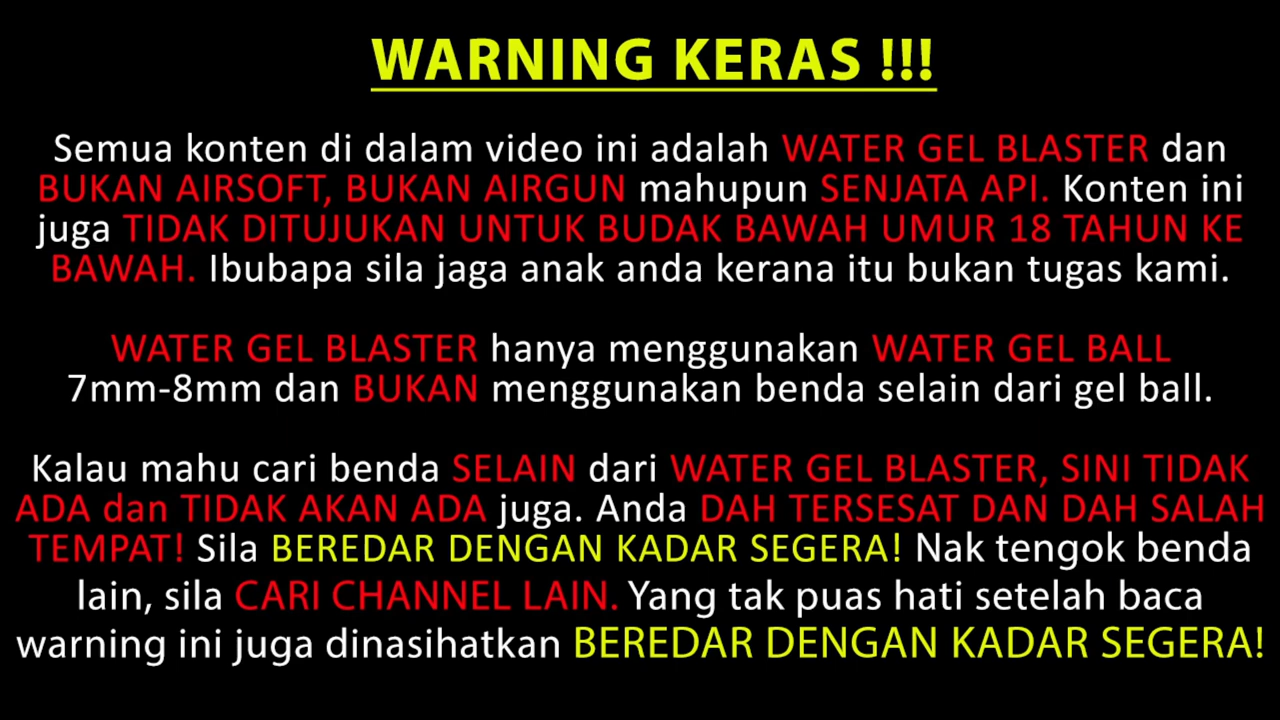 WARNING KERAS !!!
Semua konten di dalam video ini adalah WATER GEL BLASTER dan
BUKAN AIRSOFT, BUKAN AIRGUN mahupun SENJATA API. Konten ini
juga TIDAK DITUJUKAN UNTUK BUDAK BAWAH UMUR 18 TAHUN KE
BAWAH. Ibubapa sila jaga anak anda kerana itu bukan tugas kami.
WATER GEL BLASTER hanya menggunakan WATER GEL BALL
7mm-8mm dan BUKAN menggunakan benda selain dari gel ball.
Kalau mahu cari benda SELAIN dari WATER GEL BLASTER, SINI TIDAK
ADA dan TIDAK AKAN ADA juga. Anda DAH TERSESAT DAN DAH SALAH
TEMPAT! Sila BEREDAR DENGAN KADAR SEGERA! Nak tengok benda
lain, sila CARI CHANNEL LAIN. Yang tak puas hati setelah baca
warning ini juga dinasihatkan BEREDAR DENGAN KADAR SEGERA!